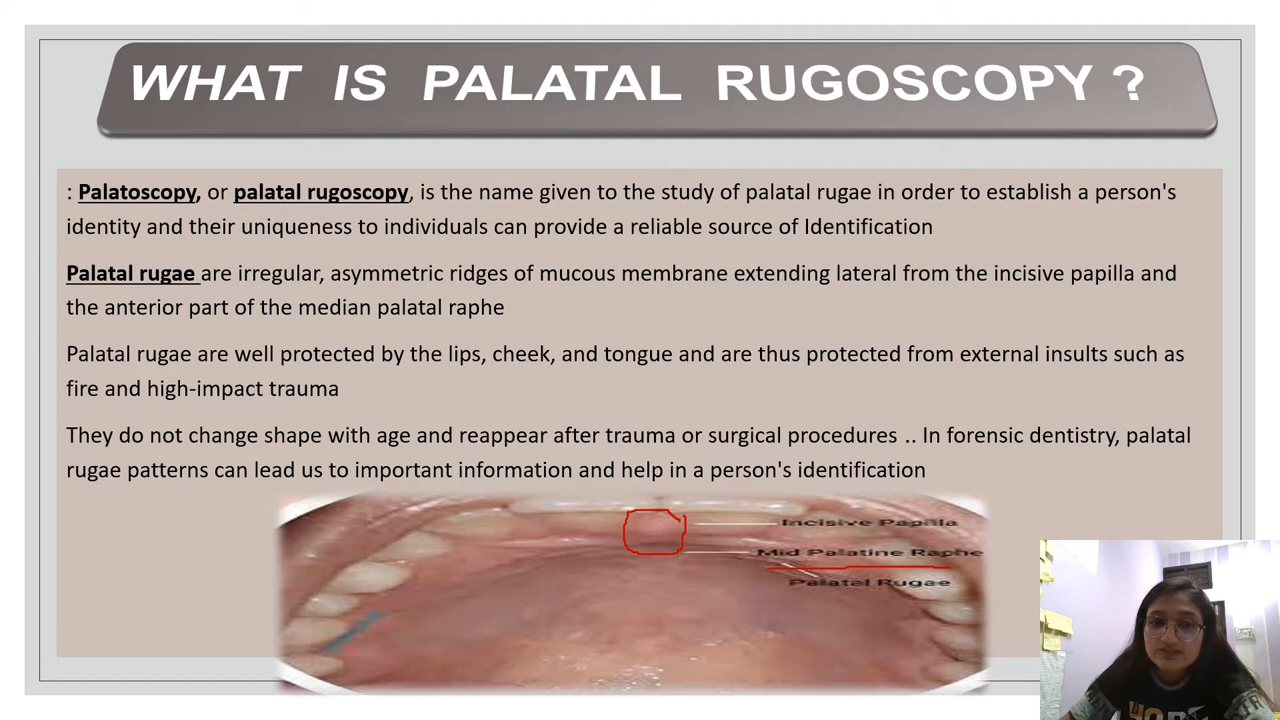 WHAT IS PALATAL RUGOSCOPY ?
: Palatoscopy, or palatal rugoscopy, is the name given to the study of palatal rugae in order to establish a person's
identity and their uniqueness to individuals can provide a reliable source of Identification
Palatal rugae are irregular, asymmetric ridges of mucous membrane extending lateral from the incisive papilla and
the anterior part of the median palatal raphe
Palatal rugae are well protected by the lips, cheek, and tongue and are thus protected from external insults such as
fire and high-impact trauma
They do not change shape with age and reappear after trauma or surgical procedures .. In forensic dentistry, palatal
rugae patterns can lead us to important information and help in a person's identification
Incisive Papilla
Mid Palatine Raphe
Palatal Rugae